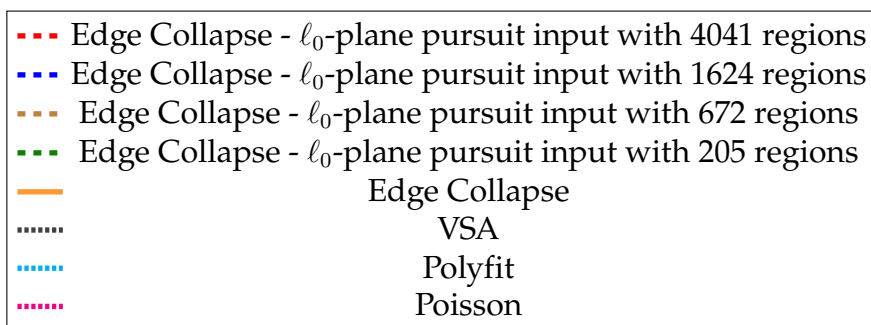 Edge Collapse - ℓ₀-plane pursuit input with 4041 regions
Edge Collapse - ℓ₀-plane pursuit input with 1624 regions
Edge Collapse - ℓ₀-plane pursuit input with 672 regions
Edge Collapse - ℓ₀-plane pursuit input with 205 regions
Edge Collapse
VSA
Polyfit
Poisson